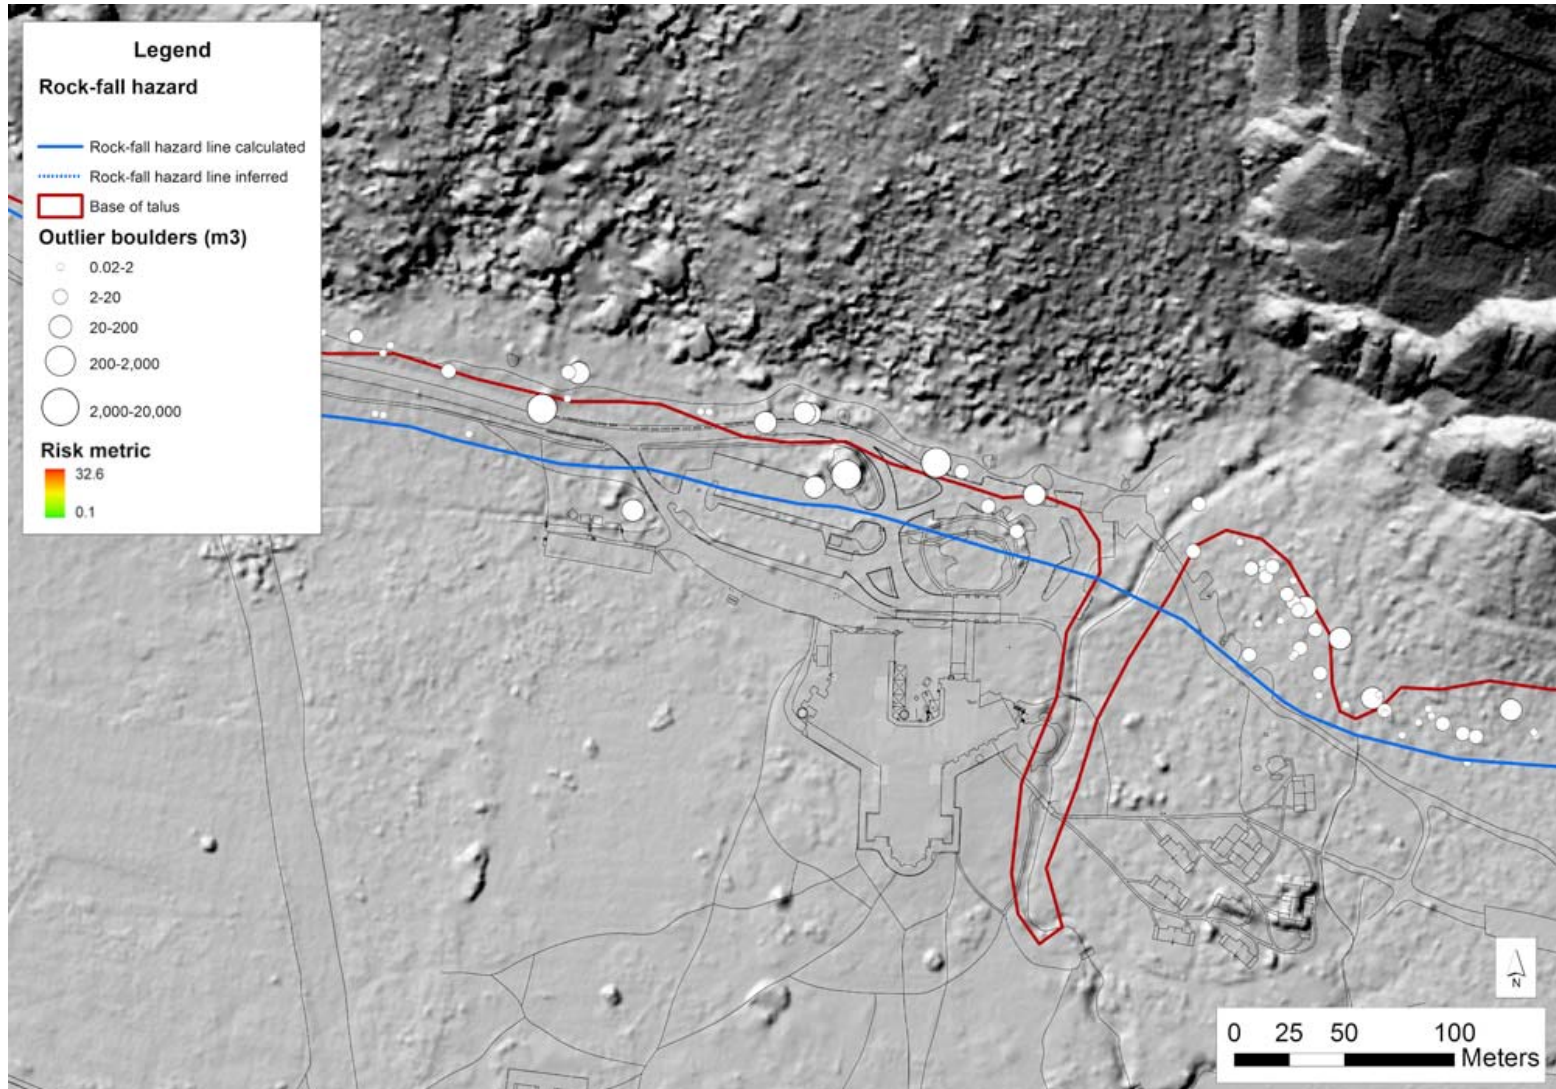 Legend
Rock-fall hazard
Rock-fall hazard line calculated
Rock-fall hazard line inferred
Base of talus
Outlier boulders (m3)
0.02-2
2-20
20-200
200-2,000
2,000-20,000
Risk metric
32.6
0.1
N
0 25 50 100
Meters